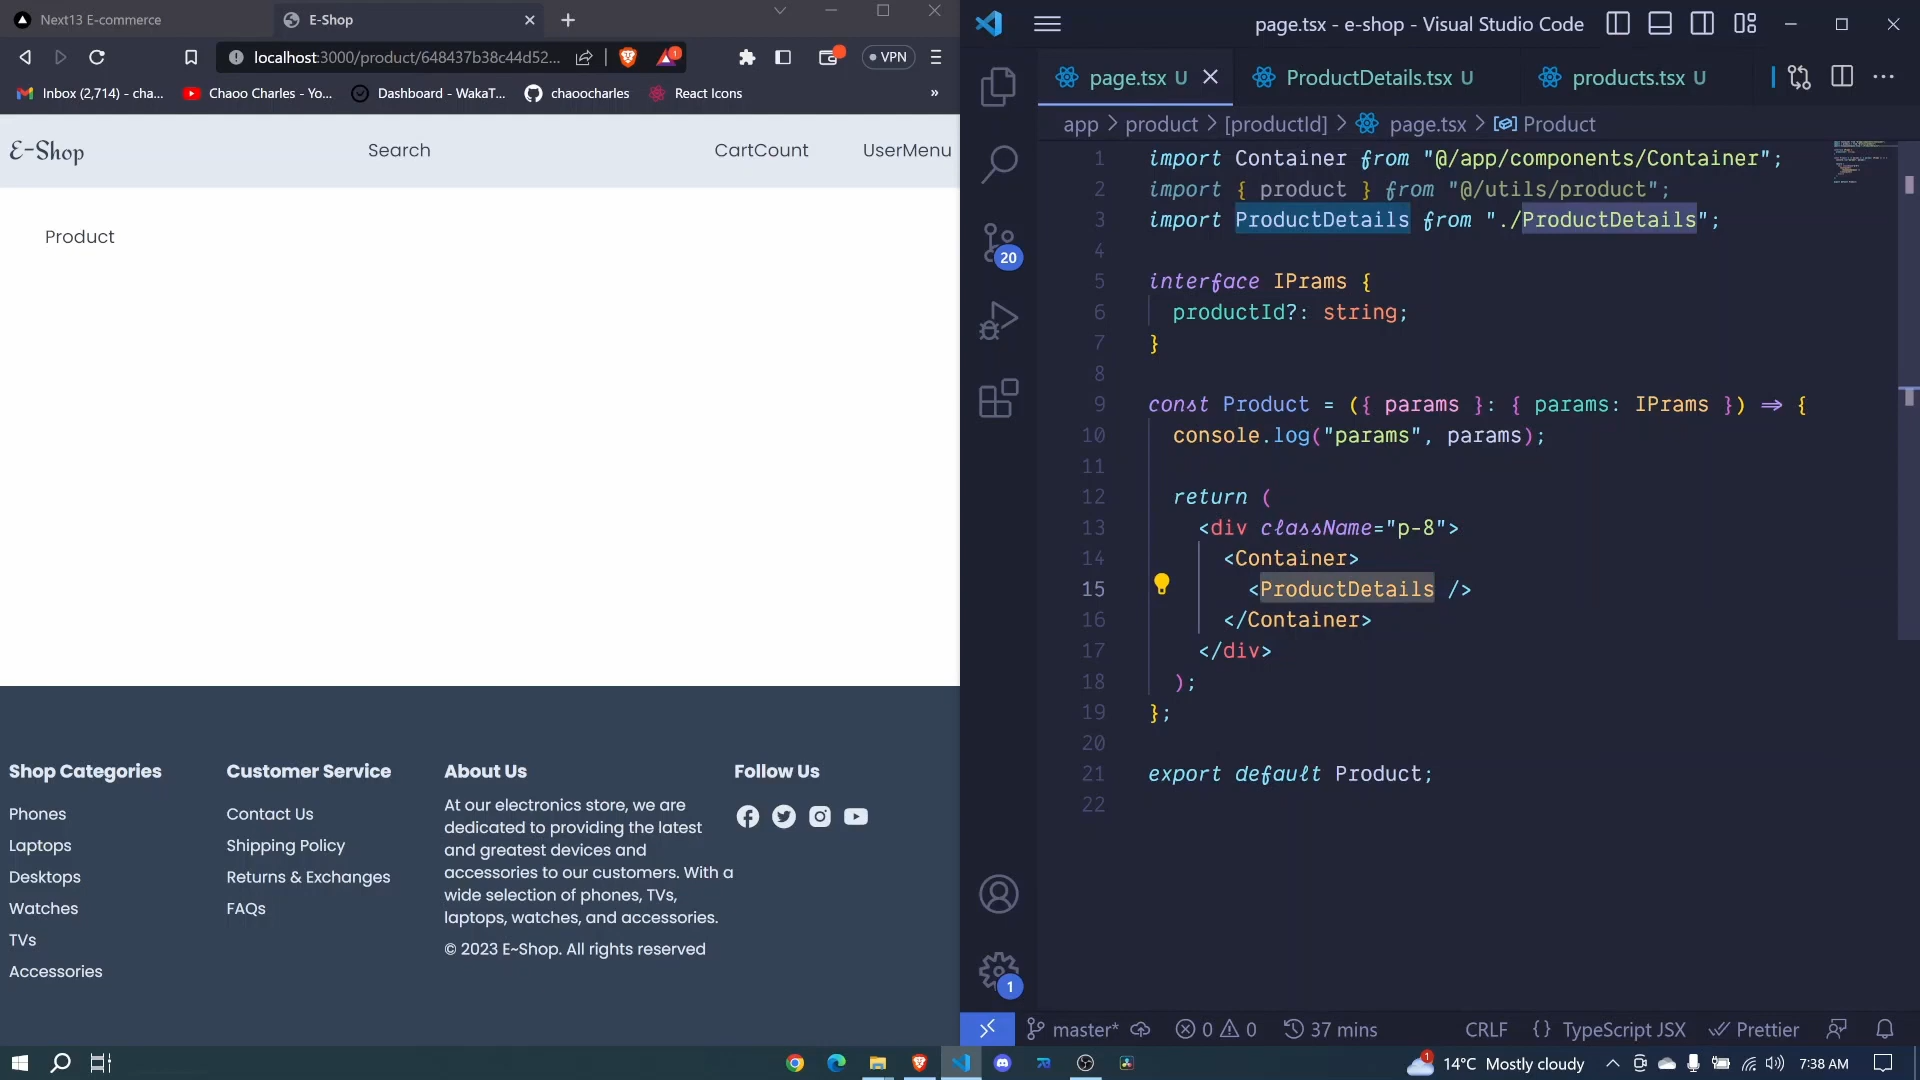 Next13 E-commerce
E-Shop
localhost:3000/product/648437b38c44d52...
1
VPN
Inbox (2,714) - cha...
Chaoo Charles - Yo...
Dashboard - WakaT...
chaoocharles
React Icons
»
E~Shop
Search
CartCount
UserMenu
Product
Shop Categories
Phones
Laptops
Desktops
Watches
TVs
Accessories
Customer Service
Contact Us
Shipping Policy
Returns & Exchanges
FAQs
About Us
At our electronics store, we are
dedicated to providing the latest
and greatest devices and
accessories to our customers. With a
wide selection of phones, TVs,
laptops, watches, and accessories.
© 2023 E~Shop. All rights reserved
Follow Us
page.tsx - e-shop - Visual Studio Code
page.tsx U
ProductDetails.tsx U
products.tsx U
app > product > [productId] > page.tsx > Product
20
1
1 import Container from "@/app/components/Container";
2 import { product } from "@/utils/product";
3 import ProductDetails from "./ProductDetails";
4
5 interface IPrams {
6 productId?: string;
7 }
8
9 const Product = ({ params }: { params: IPrams }) => {
10 console.log("params", params);
11
12 return (
13 <div className="p-8">
14 <Container>
15 <ProductDetails />
16 </Container>
17 </div>
18 );
19 };
20
21 export default Product;
22
master*
0
0
37 mins
CRLF
{ } TypeScript JSX
Prettier
1
14°C Mostly cloudy
7:38 AM